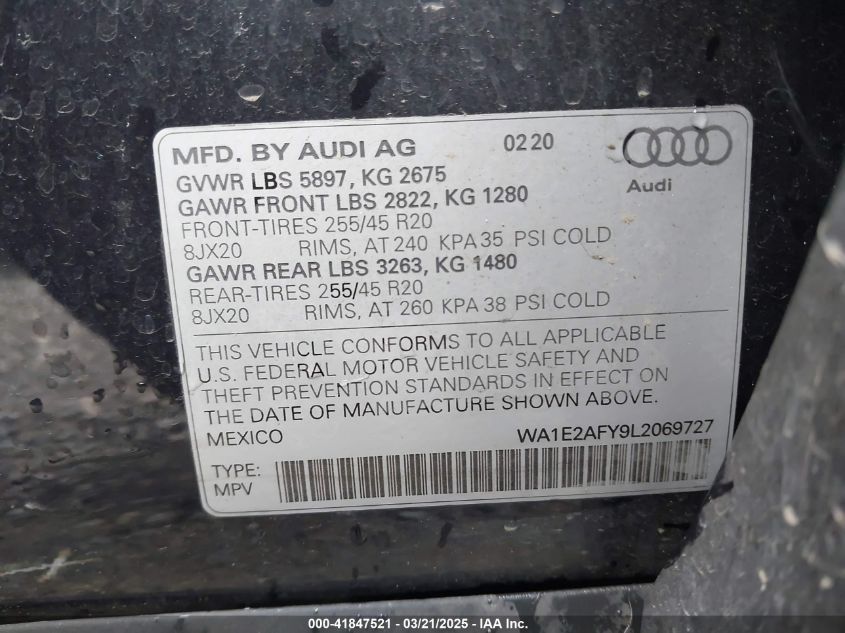 MFD. BY AUDI AG 02 20
Audi
GVWR LBS 5897, KG 2675
GAWR FRONT LBS 2822, KG 1280
FRONT-TIRES 255/45 R20
8JX20 RIMS, AT 240 KPA 35 PSI COLD
GAWR REAR LBS 3263, KG 1480
REAR-TIRES 255/45 R20
8JX20 RIMS, AT 260 KPA 38 PSI COLD
THIS VEHICLE CONFORMS TO ALL APPLICABLE
U.S. FEDERAL MOTOR VEHICLE SAFETY AND
THEFT PREVENTION STANDARDS IN EFFECT ON
THE DATE OF MANUFACTURE SHOWN ABOVE.
MEXICO WA1E2AFY9L2069727
TYPE:
MPV
000-41847521 - 03/21/2025 - IAA Inc.